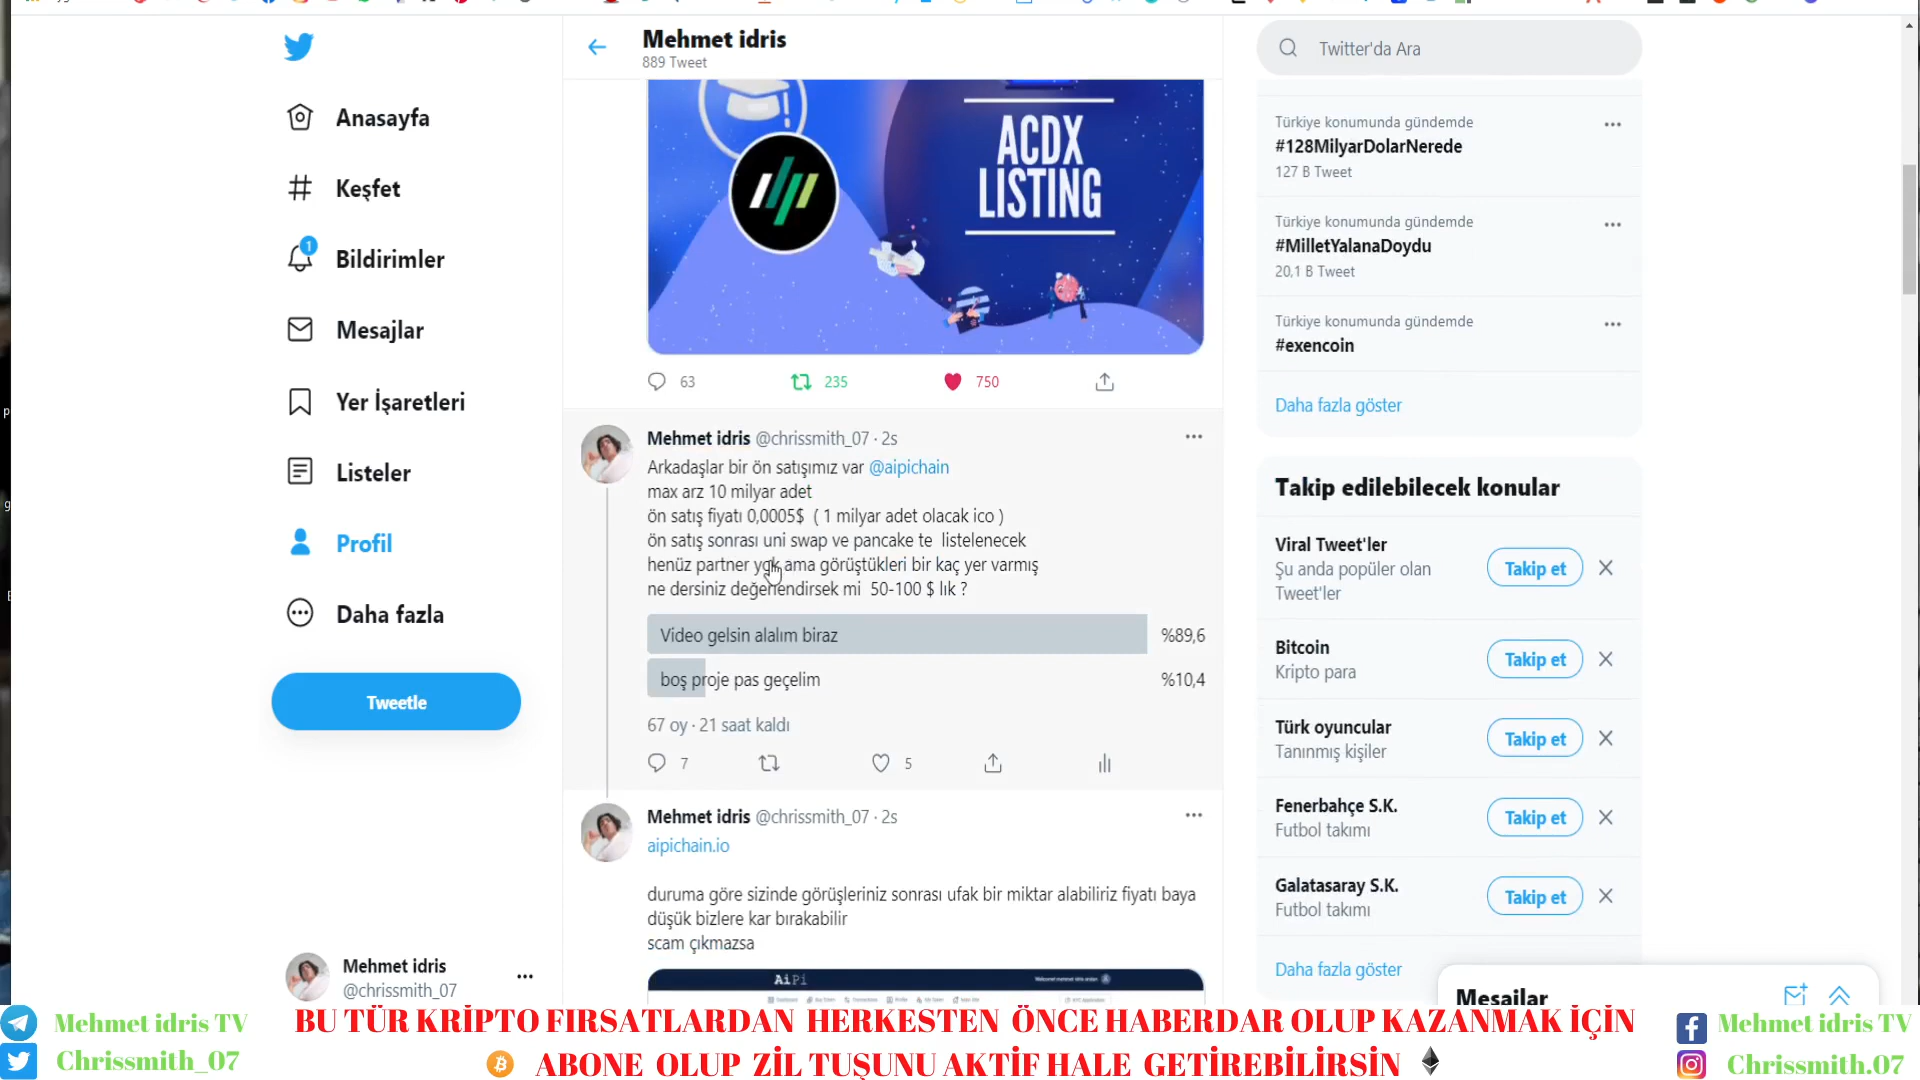 Anasayfa
Keşfet
1
Bildirimler
Mesajlar
Yer İşaretleri
Listeler
Profil
Daha fazla
Tweetle
Mehmet idris
@chrissmith_07
Mehmet idris
889 Tweet
ACDX
LISTING
63
235
750
Mehmet idris @chrissmith_07 · 2s
Arkadaşlar bir ön satışımız var @aipichain
max arz 10 milyar adet
ön satış fiyatı 0,0005$ ( 1 milyar adet olacak ico )
ön satış sonrası uni swap ve pancake te listelenecek
henüz partner yok ama görüştükleri bir kaç yer varmış
ne dersiniz değerlendirsek mi 50-100 $ lık ?
Video gelsin alalım biraz %89,6
boş proje pas geçelim %10,4
67 oy · 21 saat kaldı
7
5
Mehmet idris @chrissmith_07 · 2s
aipichain.io
duruma göre sizinde görüşleriniz sonrası ufak bir miktar alabiliriz fiyatı baya
düşük bizlere kar bırakabilir
scam çıkmazsa
AiPi
Twitter'da Ara
Türkiye konumunda gündemde
#128MilyarDolarNerede
127 B Tweet
Türkiye konumunda gündemde
#MilletYalanaDoydu
20,1 B Tweet
Türkiye konumunda gündemde
#exencoin
Daha fazla göster
Takip edilebilecek konular
Viral Tweet'ler
Şu anda popüler olan
Tweet'ler
Takip et
Bitcoin
Kripto para
Takip et
Türk oyuncular
Tanınmış kişiler
Takip et
Fenerbahçe S.K.
Futbol takımı
Takip et
Galatasaray S.K.
Futbol takımı
Takip et
Daha fazla göster
Mesajlar
Mehmet idris TV
Chrissmith_07
BU TÜR KRİPTO FIRSATLARDAN HERKESTEN ÖNCE HABERDAR OLUP KAZANMAK İÇİN
ABONE OLUP ZİL TUŞUNU AKTİF HALE GETİREBİLİRSİN
Mehmet idris TV
Chrissmith.07